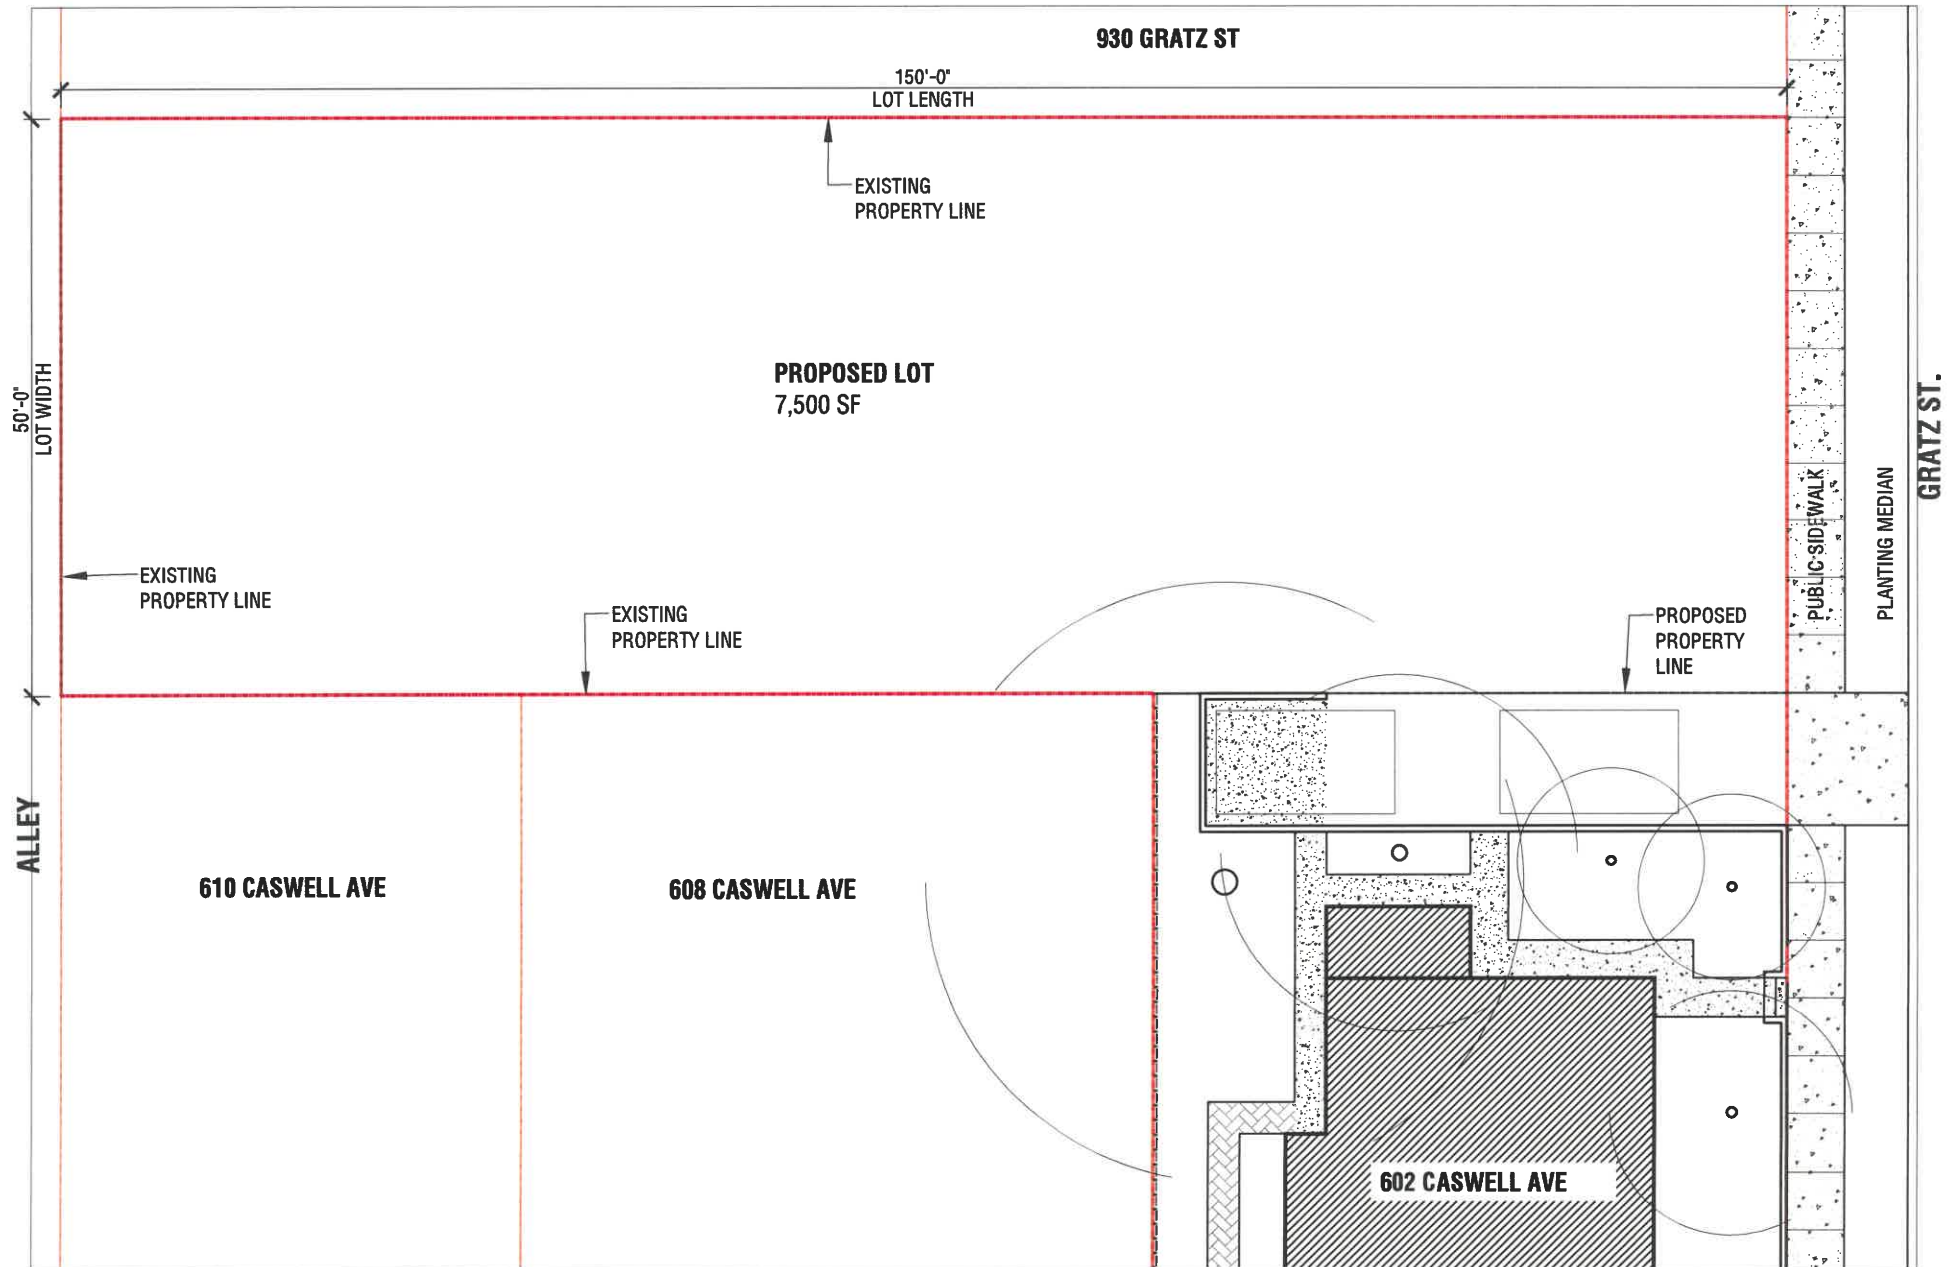 930 GRATZ ST
150'-0"
LOT LENGTH
EXISTING
PROPERTY LINE
PROPOSED LOT
7,500 SF
50'-0"
LOT WIDTH
GRATZ ST.
PUBLIC SIDEWALK
PLANTING MEDIAN
EXISTING
PROPERTY LINE
EXISTING
PROPERTY LINE
PROPOSED
PROPERTY
LINE
ALLEY
610 CASWELL AVE
608 CASWELL AVE
602 CASWELL AVE